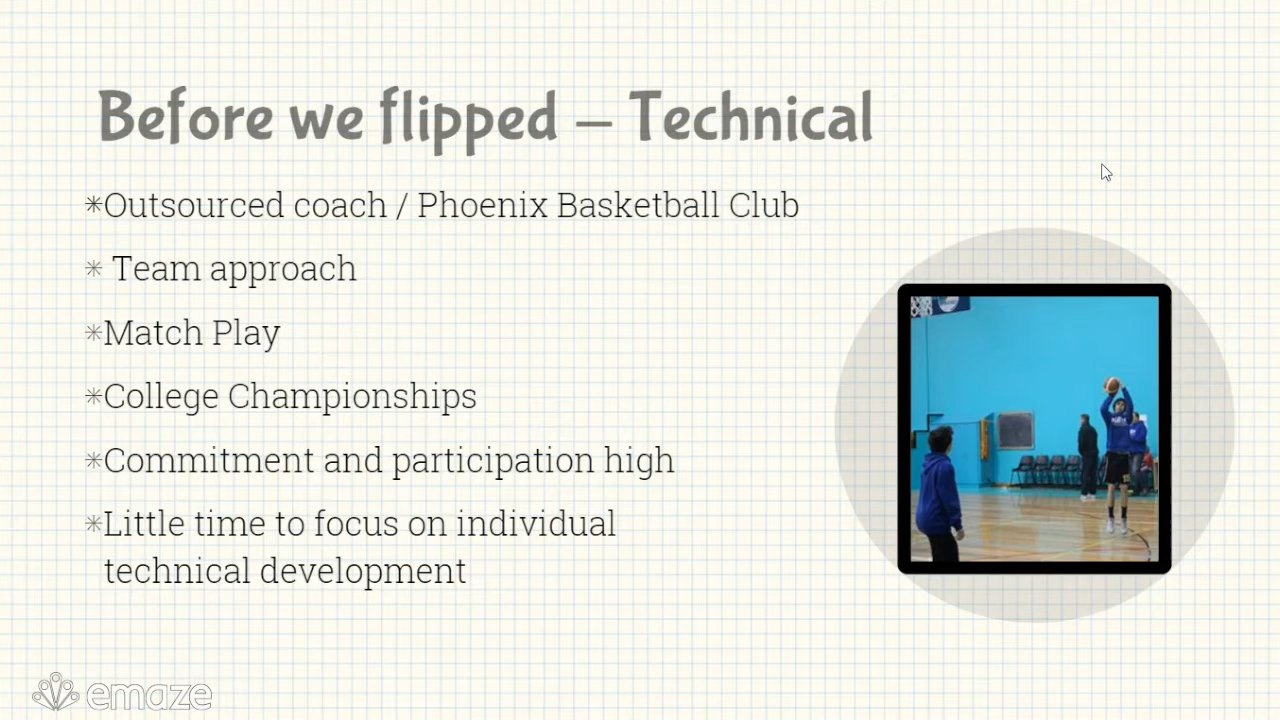 Before we flipped – Technical
Outsourced coach / Phoenix Basketball Club
Team approach
Match Play
College Championships
Commitment and participation high
Little time to focus on individual
technical development
emaze